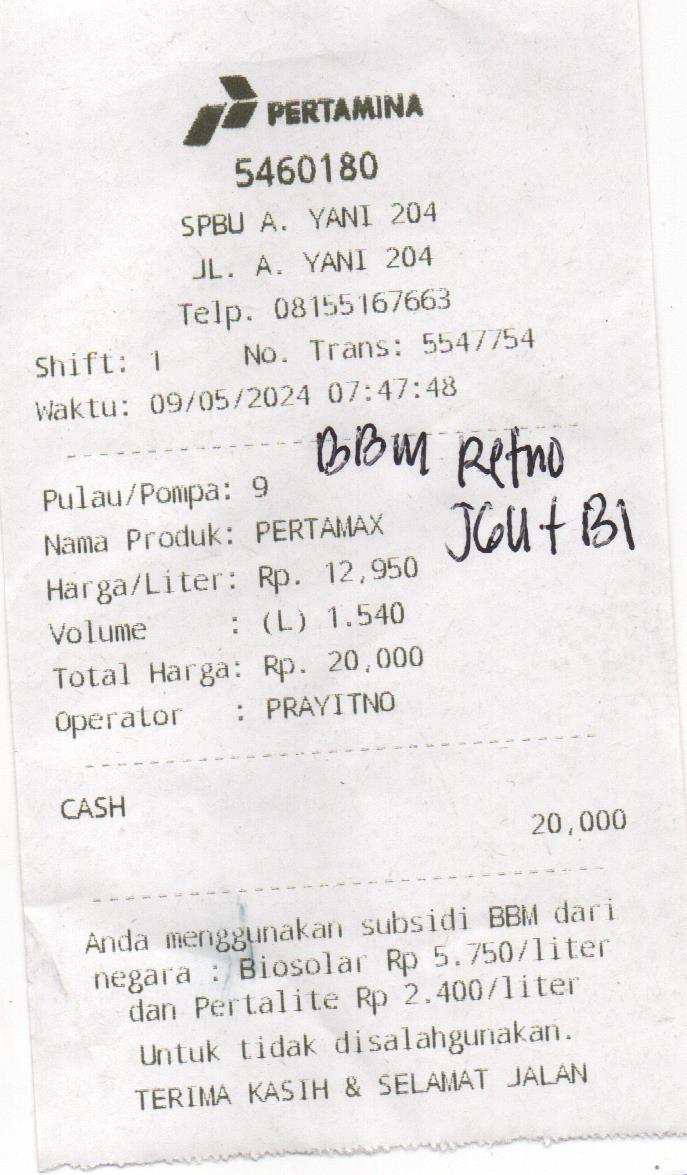 PERTAMINA
5460180
SPBU A. YANI 204
JL. A. YANI 204
Telp. 08155167663
Shift: 1 No. Trans: 5547754
Waktu: 09/05/2024 07:47:48
BBM Retno
JGU + BI
Pulau/Pompa: 9
Nama Produk: PERTAMAX
Harga/Liter: Rp. 12,950
Volume : (L) 1.540
Total Harga: Rp. 20,000
Operator : PRAYITNO
CASH
20,000
Anda menggunakan subsidi BBM dari
negara : Biosolar Rp 5.750/liter
dan Pertalite Rp 2.400/liter
Untuk tidak disalahgunakan.
TERIMA KASIH & SELAMAT JALAN